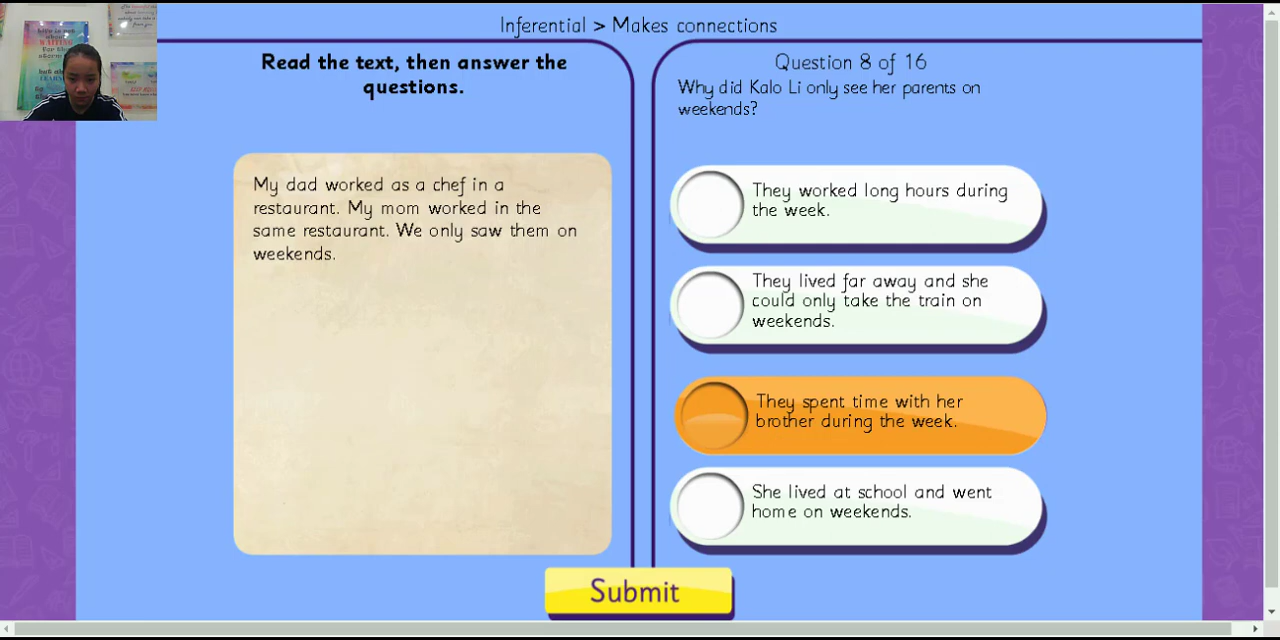 Inferential > Makes connections
Read the text, then answer the
questions.
My dad worked as a chef in a
restaurant. My mom worked in the
same restaurant. We only saw them on
weekends.
Question 8 of 16
Why did Kalo Li only see her parents on
weekends?
They worked long hours during
the week.
They lived far away and she
could only take the train on
weekends.
They spent time with her
brother during the week.
She lived at school and went
home on weekends.
Submit